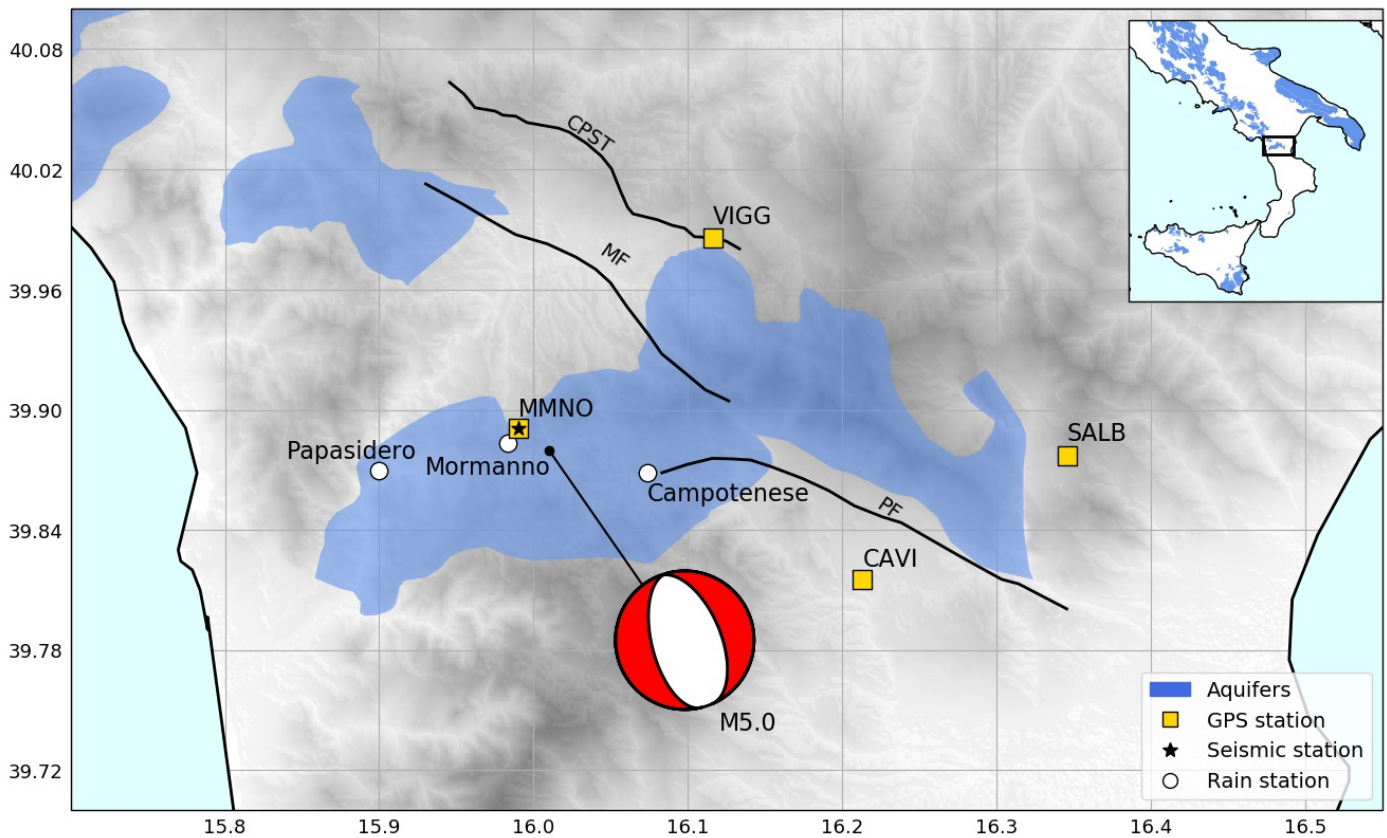 40.08
40.02
39.96
39.90
39.84
39.78
39.72
CPST
VIGG
MF
MMNO
Papasidero
Mormanno
Campotenese
SALB
PF
CAVI
M5.0
Aquifers
GPS station
Seismic station
Rain station
15.8 15.9 16.0 16.1 16.2 16.3 16.4 16.5